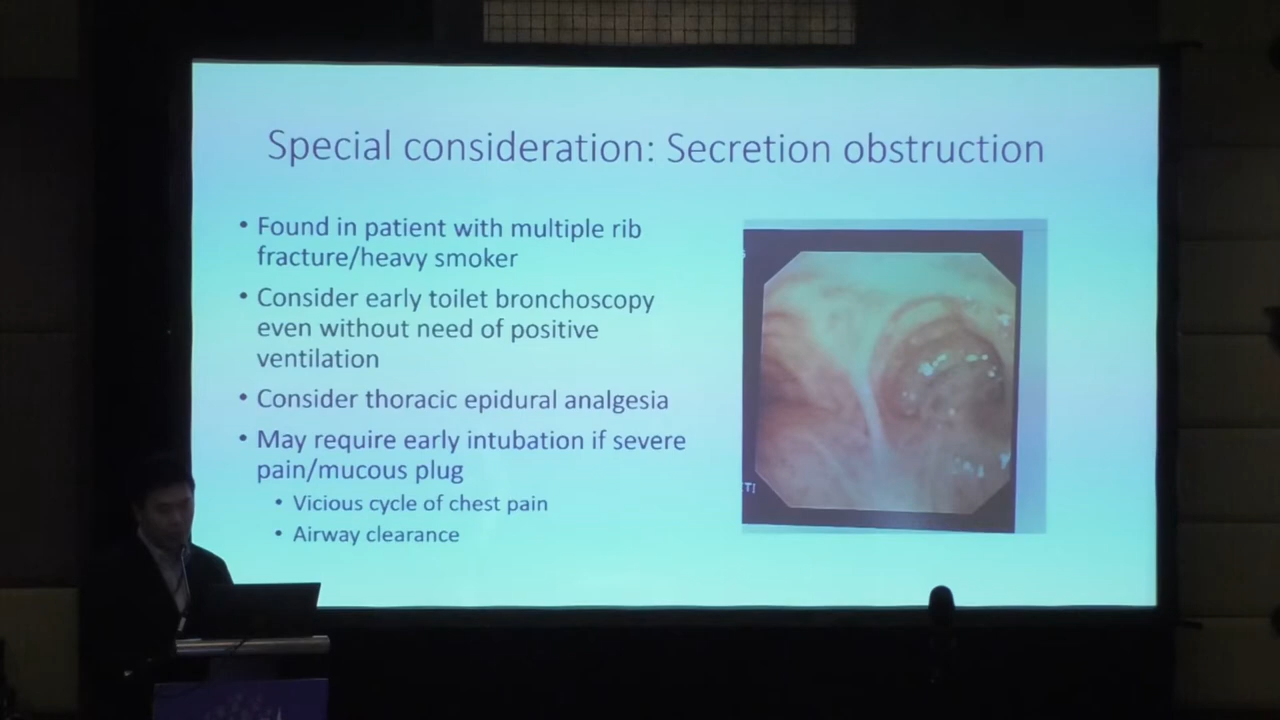 Special consideration: Secretion obstruction
• Found in patient with multiple rib
fracture/heavy smoker
• Consider early toilet bronchoscopy
even without need of positive
ventilation
• Consider thoracic epidural analgesia
• May require early intubation if severe
pain/mucous plug
• Vicious cycle of chest pain
• Airway clearance